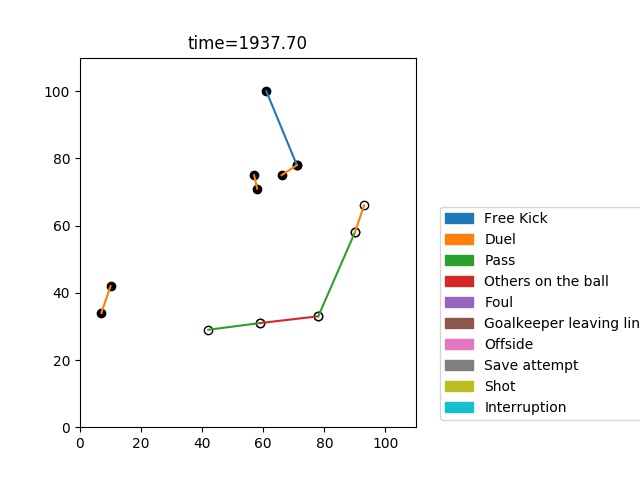 time=1937.70
100
80
60
40
20
0
0 20 40 60 80 100
Free Kick
Duel
Pass
Others on the ball
Foul
Goalkeeper leaving lin
Offside
Save attempt
Shot
Interruption